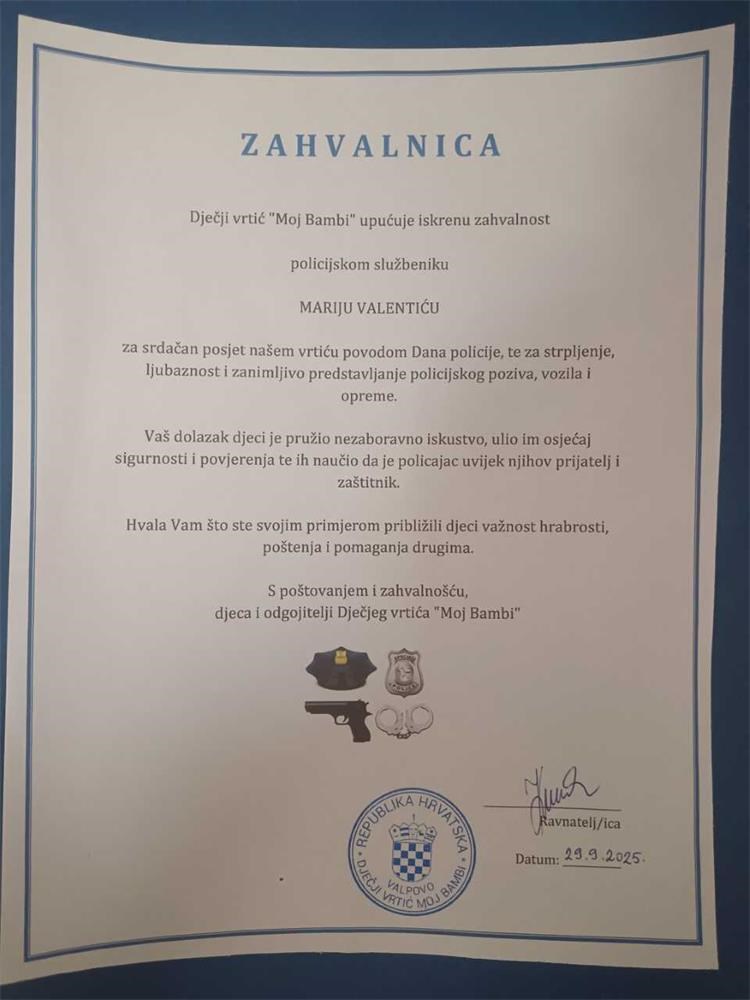 ZAHVALNICA
Dječji vrtić "Moj Bambi" upućuje iskrenu zahvalnost
policijskom službeniku
MARIJU VALENTIĆU
za srdačan posjet našem vrtiću povodom Dana policije, te za strpljenje,
ljubaznost i zanimljivo predstavljanje policijskog poziva, vozila i
opreme.
Vaš dolazak djeci je pružio nezaboravno iskustvo, ulio im osjećaj
sigurnosti i povjerenja te ih naučio da je policajac uvijek njihov prijatelj i
zaštitnik.
Hvala Vam što ste svojim primjerom približili djeci važnost hrabrosti,
poštenja i pomaganja drugima.
S poštovanjem i zahvalnošću,
djeca i odgojitelji Dječjeg vrtića "Moj Bambi"
Ravnatelj/ica
Datum: 29.9.2025.
REPUBLIKA HRVATSKA
1
VALPOVO
DJEČJI VRTIĆ MOJ BAMBI